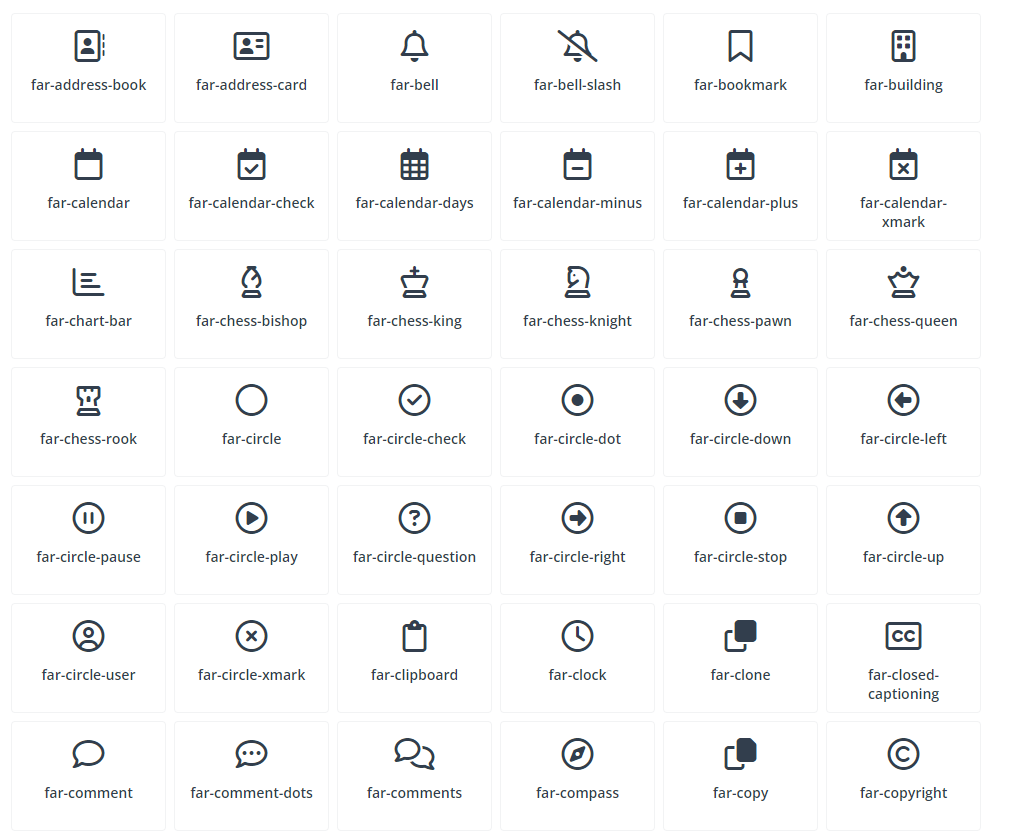 far-address-book
far-address-card
far-bell
far-bell-slash
far-bookmark
far-building
far-calendar
far-calendar-check
far-calendar-days
far-calendar-minus
far-calendar-plus
far-calendar-
xmark
far-chart-bar
far-chess-bishop
far-chess-king
far-chess-knight
far-chess-pawn
far-chess-queen
far-chess-rook
far-circle
far-circle-check
far-circle-dot
far-circle-down
far-circle-left
far-circle-pause
far-circle-play
?
far-circle-question
far-circle-right
far-circle-stop
far-circle-up
far-circle-user
far-circle-xmark
far-clipboard
far-clock
far-clone
CC
far-closed-
captioning
far-comment
far-comment-dots
far-comments
far-compass
far-copy
C
far-copyright